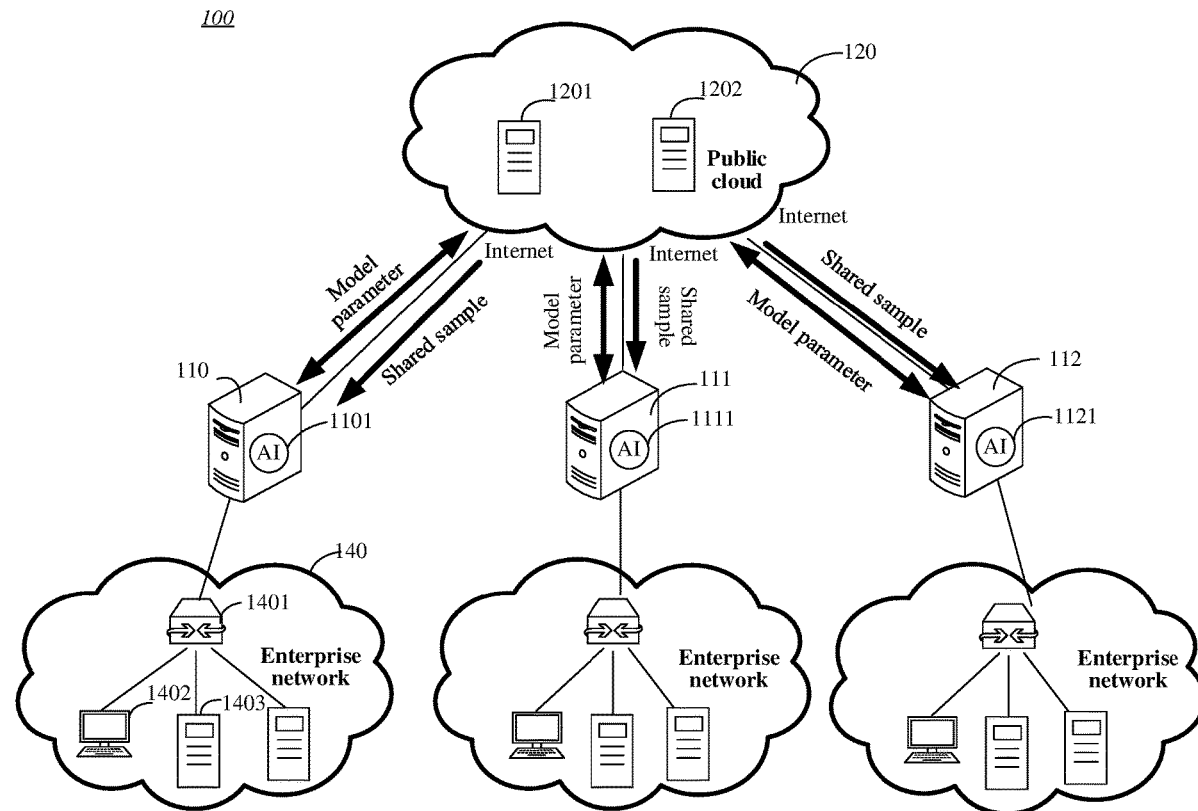 100
120
1201
1202
Public
cloud
Internet
Internet
Internet
Model
parameter
Shared sample
Model
parameter
Shared
sample
Shared sample
Model parameter
110
1101
AI
111
1111
AI
112
1121
AI
140
1401
Enterprise
network
1402
1403
Enterprise
network
Enterprise
network